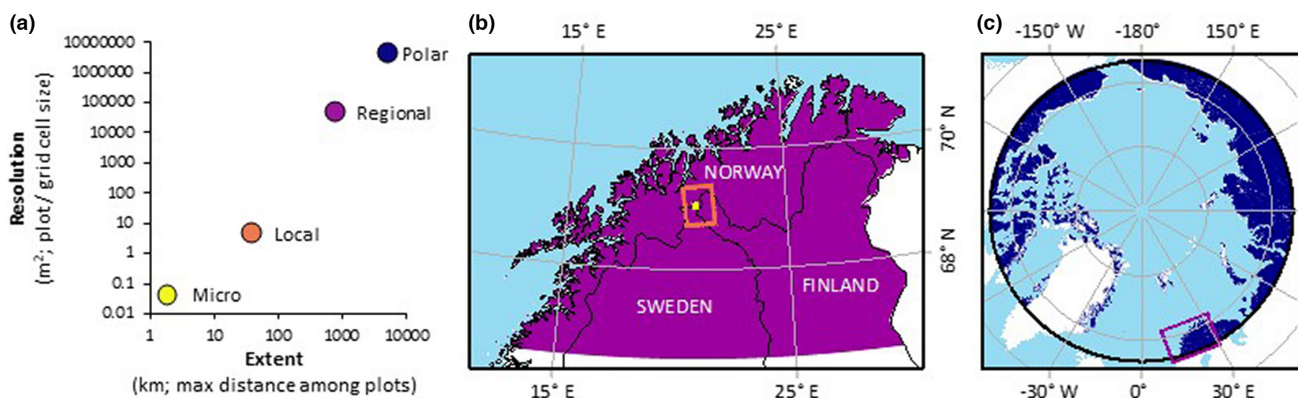 (a)
10000000
1000000
100000
10000
1000
100
10
1
0.1
0.01
Resolution
(m²; plot/ grid cell size)
Polar
Regional
Local
Micro
1 10 100 1000 10000
Extent
(km; max distance among plots)
(b)
15° E 25° E
70° N
68° N
NORWAY
FINLAND
SWEDEN
15° E 25° E
(c)
-150° W -180° 150° E
-30° W 0° 30° E